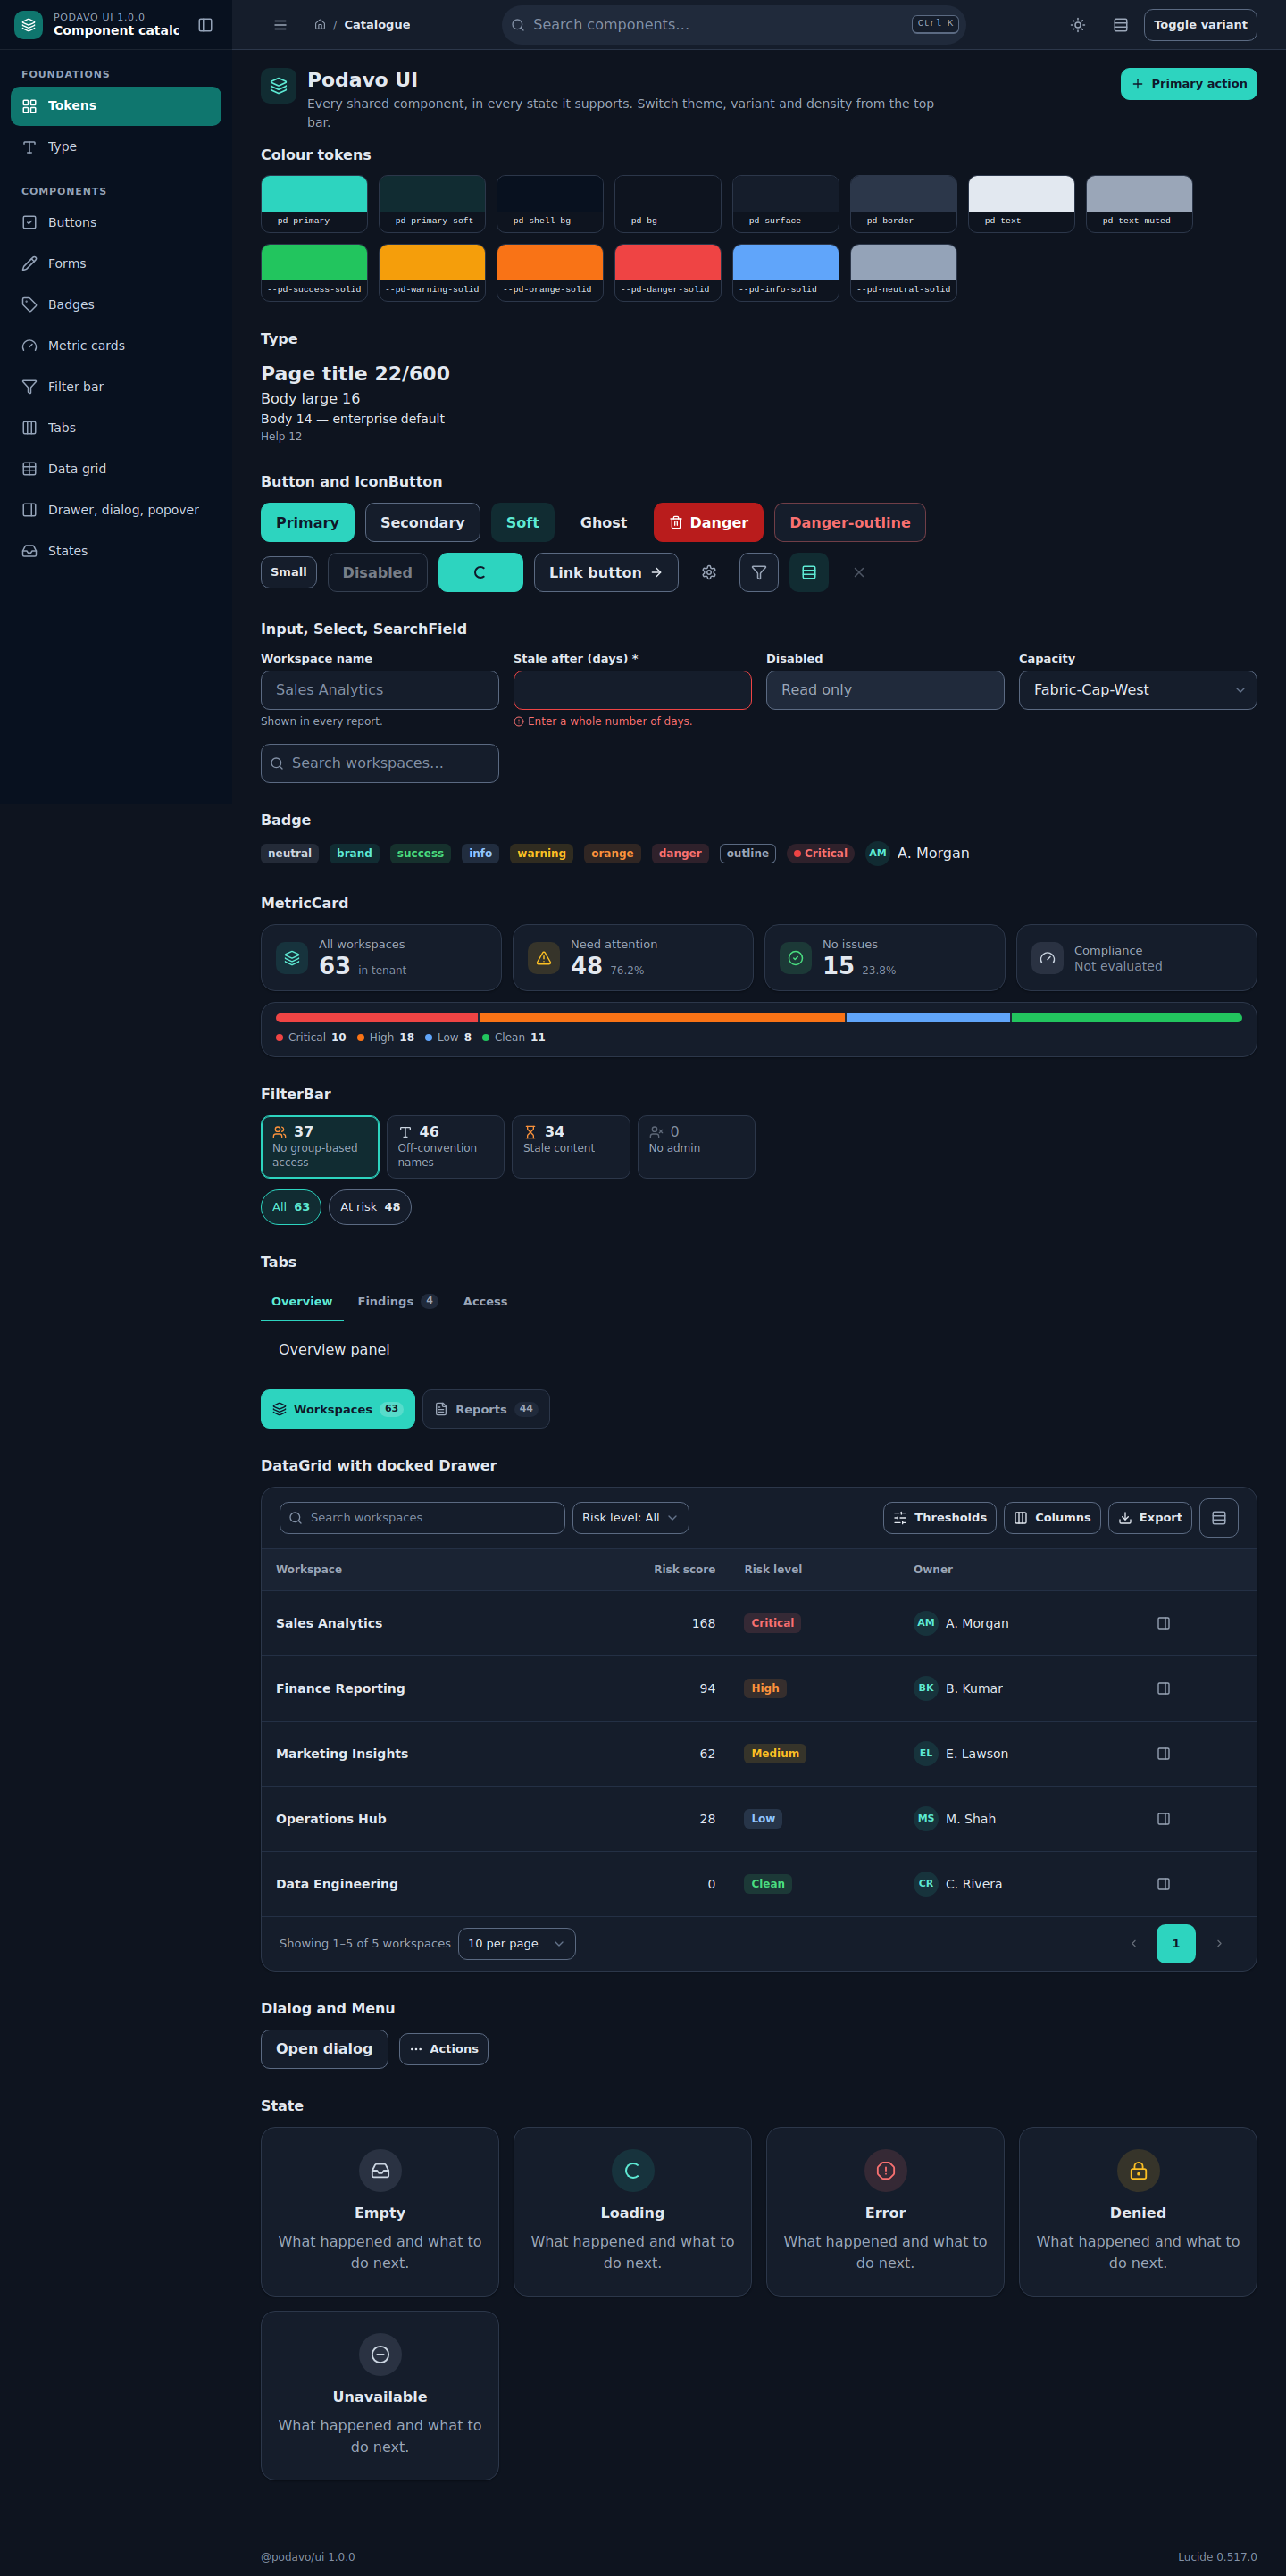 PODAVO UI 1.0.0
Component catalc
/ Catalogue
Search components…
Ctrl K
Toggle variant
FOUNDATIONS
Tokens
Type
COMPONENTS
Buttons
Forms
Badges
Metric cards
Filter bar
Tabs
Data grid
Drawer, dialog, popover
States
Podavo UI
Every shared component, in every state it supports. Switch theme, variant and density from the top
bar.
Primary action
Colour tokens
--pd-primary
--pd-primary-soft
--pd-shell-bg
--pd-bg
--pd-surface
--pd-border
--pd-text
--pd-text-muted
--pd-success-solid
--pd-warning-solid
--pd-orange-solid
--pd-danger-solid
--pd-info-solid
--pd-neutral-solid
Type
Page title 22/600
Body large 16
Body 14 — enterprise default
Help 12
Button and IconButton
Primary
Secondary
Soft
Ghost
Danger
Danger-outline
Small
Disabled
Link button
Input, Select, SearchField
Workspace name
Stale after (days) *
Disabled
Capacity
Sales Analytics
Read only
Fabric-Cap-West
Shown in every report.
Enter a whole number of days.
Search workspaces…
Badge
neutral
brand
success
info
warning
orange
danger
outline
Critical
AM
A. Morgan
MetricCard
All workspaces
63 in tenant
Need attention
48 76.2%
No issues
15 23.8%
Compliance
Not evaluated
Critical 10
High 18
Low 8
Clean 11
FilterBar
37
No group-based
access
46
Off-convention
names
34
Stale content
0
No admin
All 63
At risk 48
Tabs
Overview
Findings 4
Access
Overview panel
Workspaces 63
Reports 44
DataGrid with docked Drawer
Search workspaces
Risk level: All
Thresholds
Columns
Export
Workspace
Risk score
Risk level
Owner
Sales Analytics
168
Critical
AM
A. Morgan
Finance Reporting
94
High
BK
B. Kumar
Marketing Insights
62
Medium
EL
E. Lawson
Operations Hub
28
Low
MS
M. Shah
Data Engineering
0
Clean
CR
C. Rivera
Showing 1–5 of 5 workspaces
10 per page
1
Dialog and Menu
Open dialog
Actions
State
Empty
What happened and what to
do next.
Loading
What happened and what to
do next.
Error
What happened and what to
do next.
Denied
What happened and what to
do next.
Unavailable
What happened and what to
do next.
@podavo/ui 1.0.0
Lucide 0.517.0